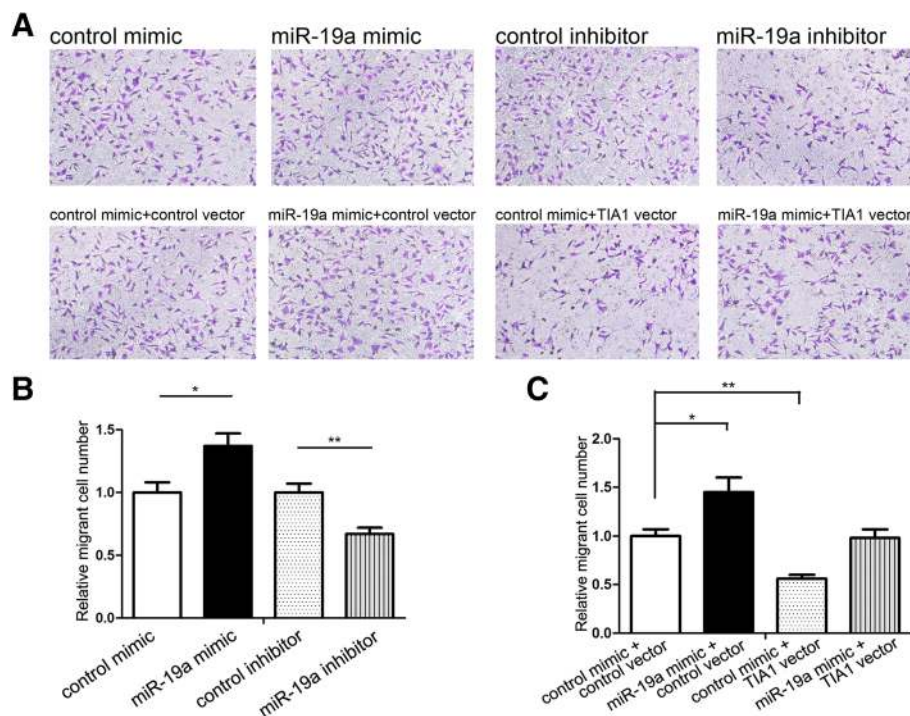 A
control mimic
miR-19a mimic
control inhibitor
miR-19a inhibitor
control mimic+control vector
miR-19a mimic+control vector
control mimic+TIA1 vector
miR-19a mimic+TIA1 vector
B
Relative migrant cell number
1.5
1.0
0.5
0.0
*
**
control mimic
miR-19a mimic
control inhibitor
miR-19a inhibitor
C
Relative migrant cell number
2.0
1.5
1.0
0.5
0.0
**
*
control mimic +
control vector
miR-19a mimic +
control vector
control mimic +
TIA1 vector
miR-19a mimic +
TIA1 vector